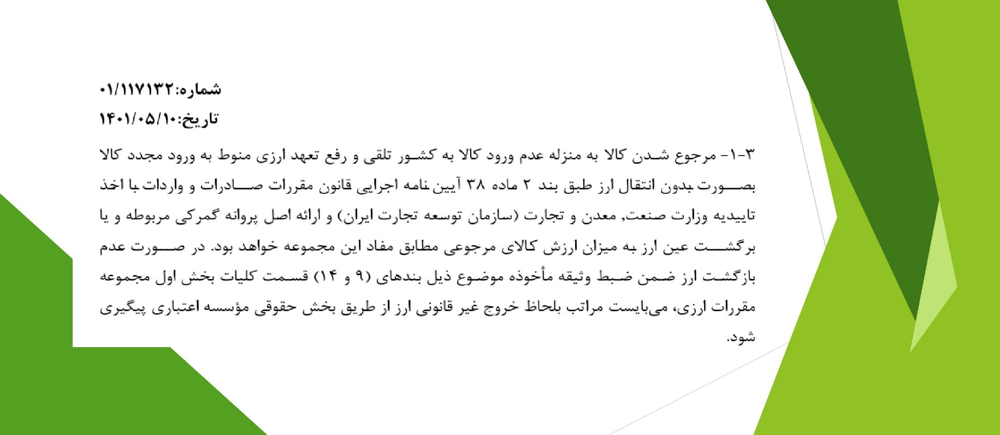 شماره:۰۱/۱۱۷۱۳۲
تاریخ:۱۴۰۱/۰۵/۱۰
۳-۱- مرجوع شدن کالا به منزله عدم ورود کالا به کشور تلقی و رفع تعهد ارزی منوط به ورود مجدد کالا
بصورت بدون انتقال ارز طبق بند ۲ ماده ۳۸ آیین نامه اجرایی قانون مقررات صادرات و واردات با اخذ
تاییدیه وزارت صنعت, معدن و تجارت (سازمان توسعه تجارت ایران) و ارائه اصل پروانه گمرکی مربوطه و یا
برگشت عین ارز به میزان ارزش کالای مرجوعی مطابق مفاد این مجموعه خواهد بود. در صورت عدم
بازگشت ارز ضمن ضبط وثیقه مأخوذه موضوع ذیل بندهای (۹ و ۱۴) قسمت کلیات بخش اول مجموعه
مقررات ارزی، می‌بایست مراتب بلحاظ خروج غیر قانونی ارز از طریق بخش حقوقی مؤسسه اعتباری پیگیری
شود.